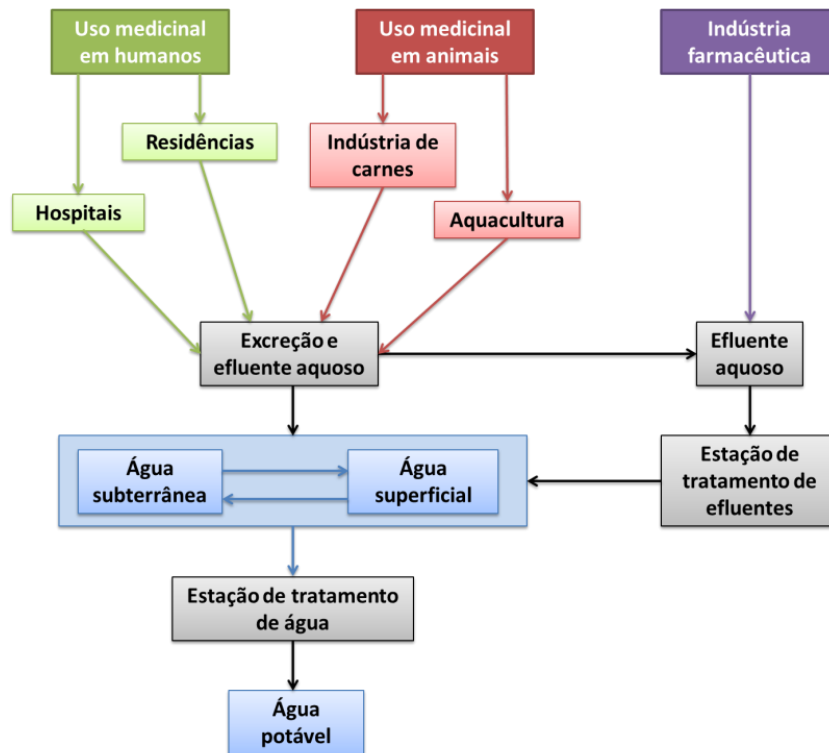 Uso medicinal
em humanos
Uso medicinal
em animais
Indústria
farmacêutica
Residências
Indústria de
carnes
Hospitais
Aquacultura
Excreção e
efluente aquoso
Efluente
aquoso
Água
subterrânea
Água
superficial
Estação de
tratamento de
efluentes
Estação de tratamento
de água
Água
potável